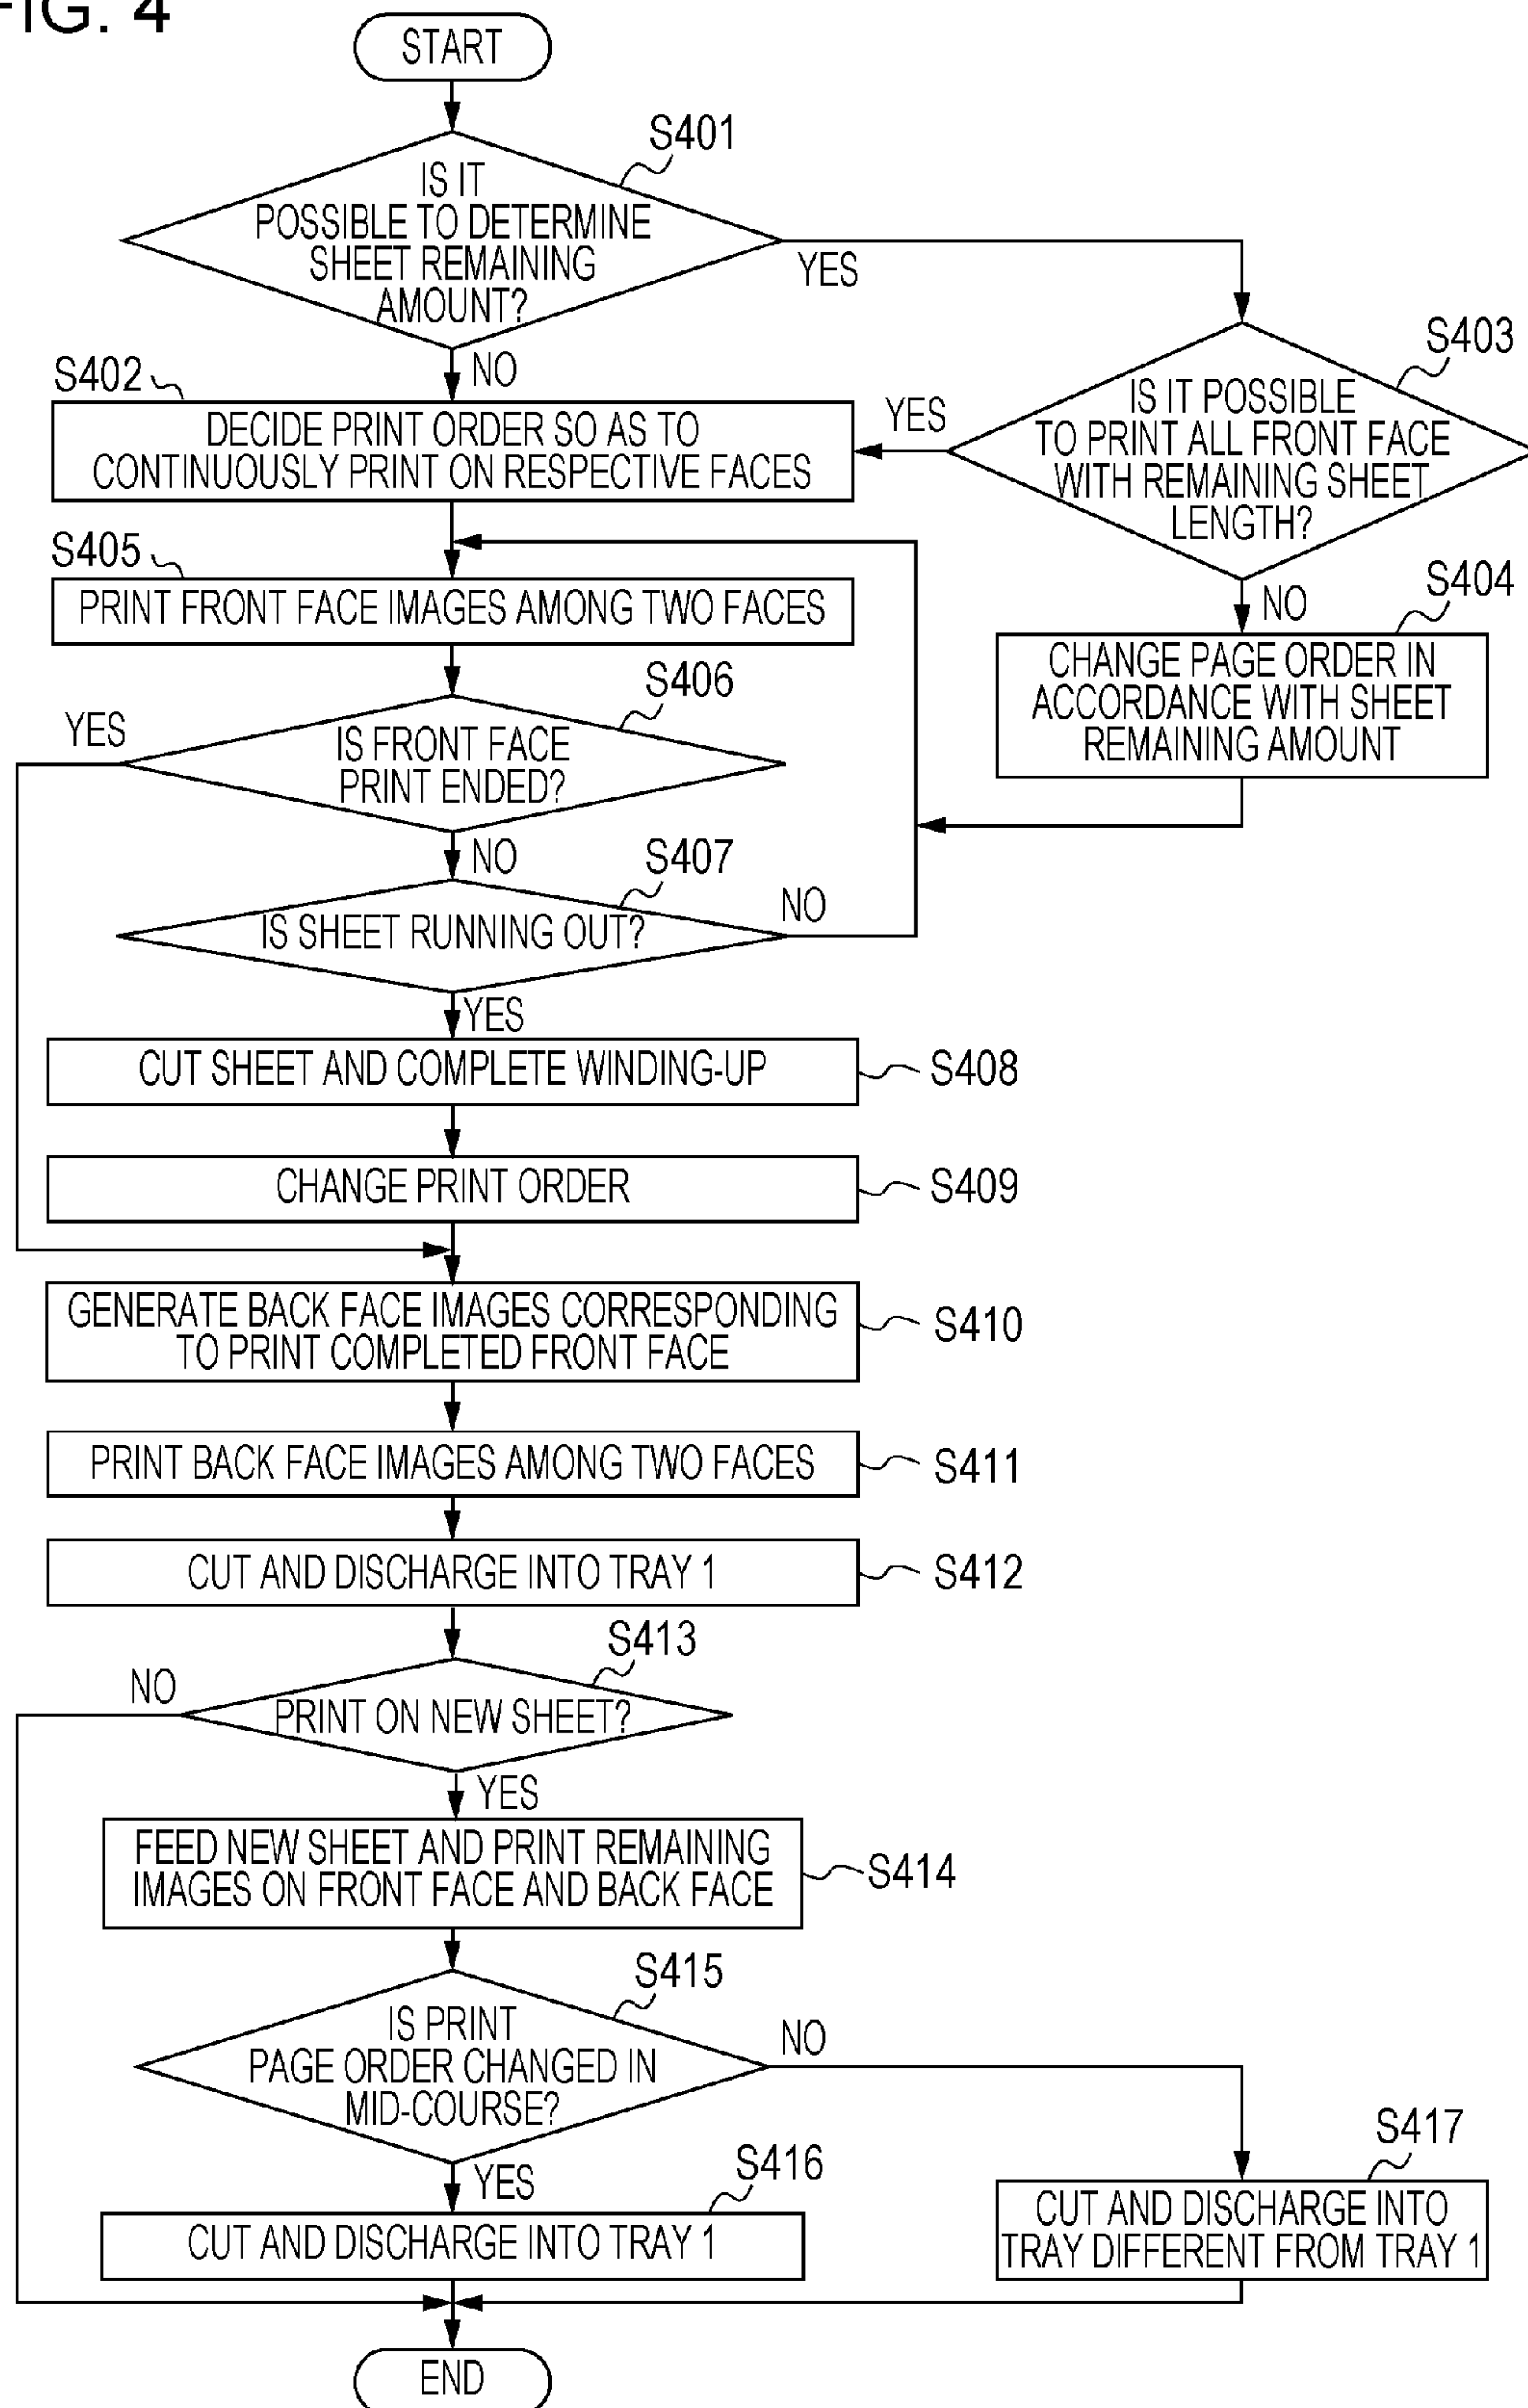 FIG. 4
START
S401
IS IT
POSSIBLE TO DETERMINE
SHEET REMAINING
AMOUNT?
YES
NO
S403
IS IT POSSIBLE
TO PRINT ALL FRONT FACE
WITH REMAINING SHEET
LENGTH?
YES
NO
S402
DECIDE PRINT ORDER SO AS TO
CONTINUOUSLY PRINT ON RESPECTIVE FACES
S404
CHANGE PAGE ORDER IN
ACCORDANCE WITH SHEET
REMAINING AMOUNT
S405
PRINT FRONT FACE IMAGES AMONG TWO FACES
S406
IS FRONT FACE
PRINT ENDED?
YES
NO
S407
IS SHEET RUNNING OUT?
NO
YES
CUT SHEET AND COMPLETE WINDING-UP
S408
CHANGE PRINT ORDER
S409
GENERATE BACK FACE IMAGES CORRESPONDING
TO PRINT COMPLETED FRONT FACE
S410
PRINT BACK FACE IMAGES AMONG TWO FACES
S411
CUT AND DISCHARGE INTO TRAY 1
S412
S413
PRINT ON NEW SHEET?
NO
YES
FEED NEW SHEET AND PRINT REMAINING
IMAGES ON FRONT FACE AND BACK FACE
S414
S415
IS PRINT
PAGE ORDER CHANGED IN
MID-COURSE?
NO
YES
S416
CUT AND DISCHARGE INTO TRAY 1
S417
CUT AND DISCHARGE INTO
TRAY DIFFERENT FROM TRAY 1
END